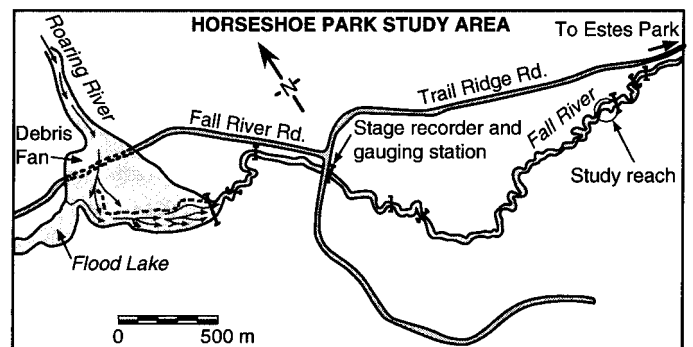 HORSESHOE PARK STUDY AREA
To Estes Park
Roaring River
N
Trail Ridge Rd.
Fall River Rd.
Fall River
Debris
Fan
Stage recorder and
gauging station
Study reach
Flood Lake
0 500 m